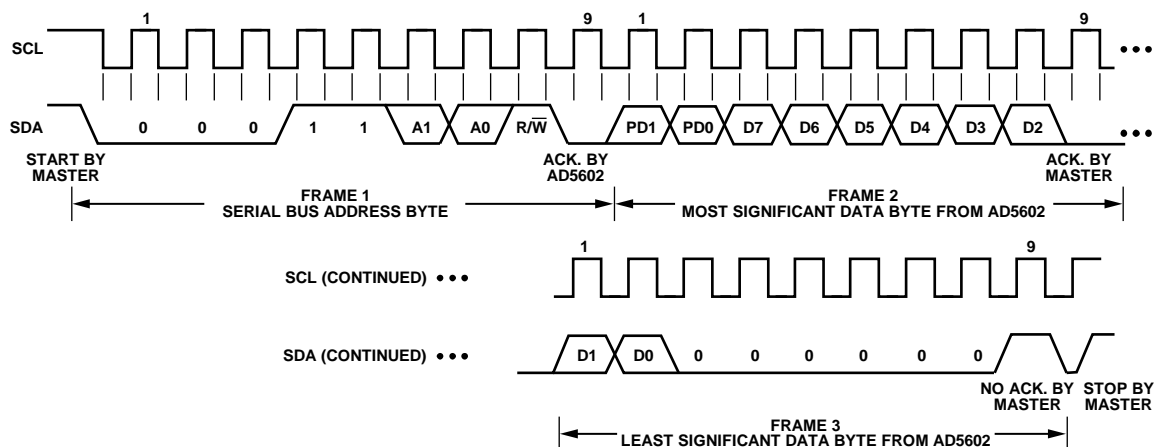 1 9 1 9
SCL
SDA 0 0 0 1 1 A1 A0 R/W̅ PD1 PD0 D7 D6 D5 D4 D3 D2
START BY MASTER
ACK. BY AD5602
ACK. BY MASTER
FRAME 1
SERIAL BUS ADDRESS BYTE
FRAME 2
MOST SIGNIFICANT DATA BYTE FROM AD5602
1 9
SCL (CONTINUED)
SDA (CONTINUED) D1 D0 0 0 0 0 0 0
NO ACK. BY MASTER
STOP BY MASTER
FRAME 3
LEAST SIGNIFICANT DATA BYTE FROM AD5602